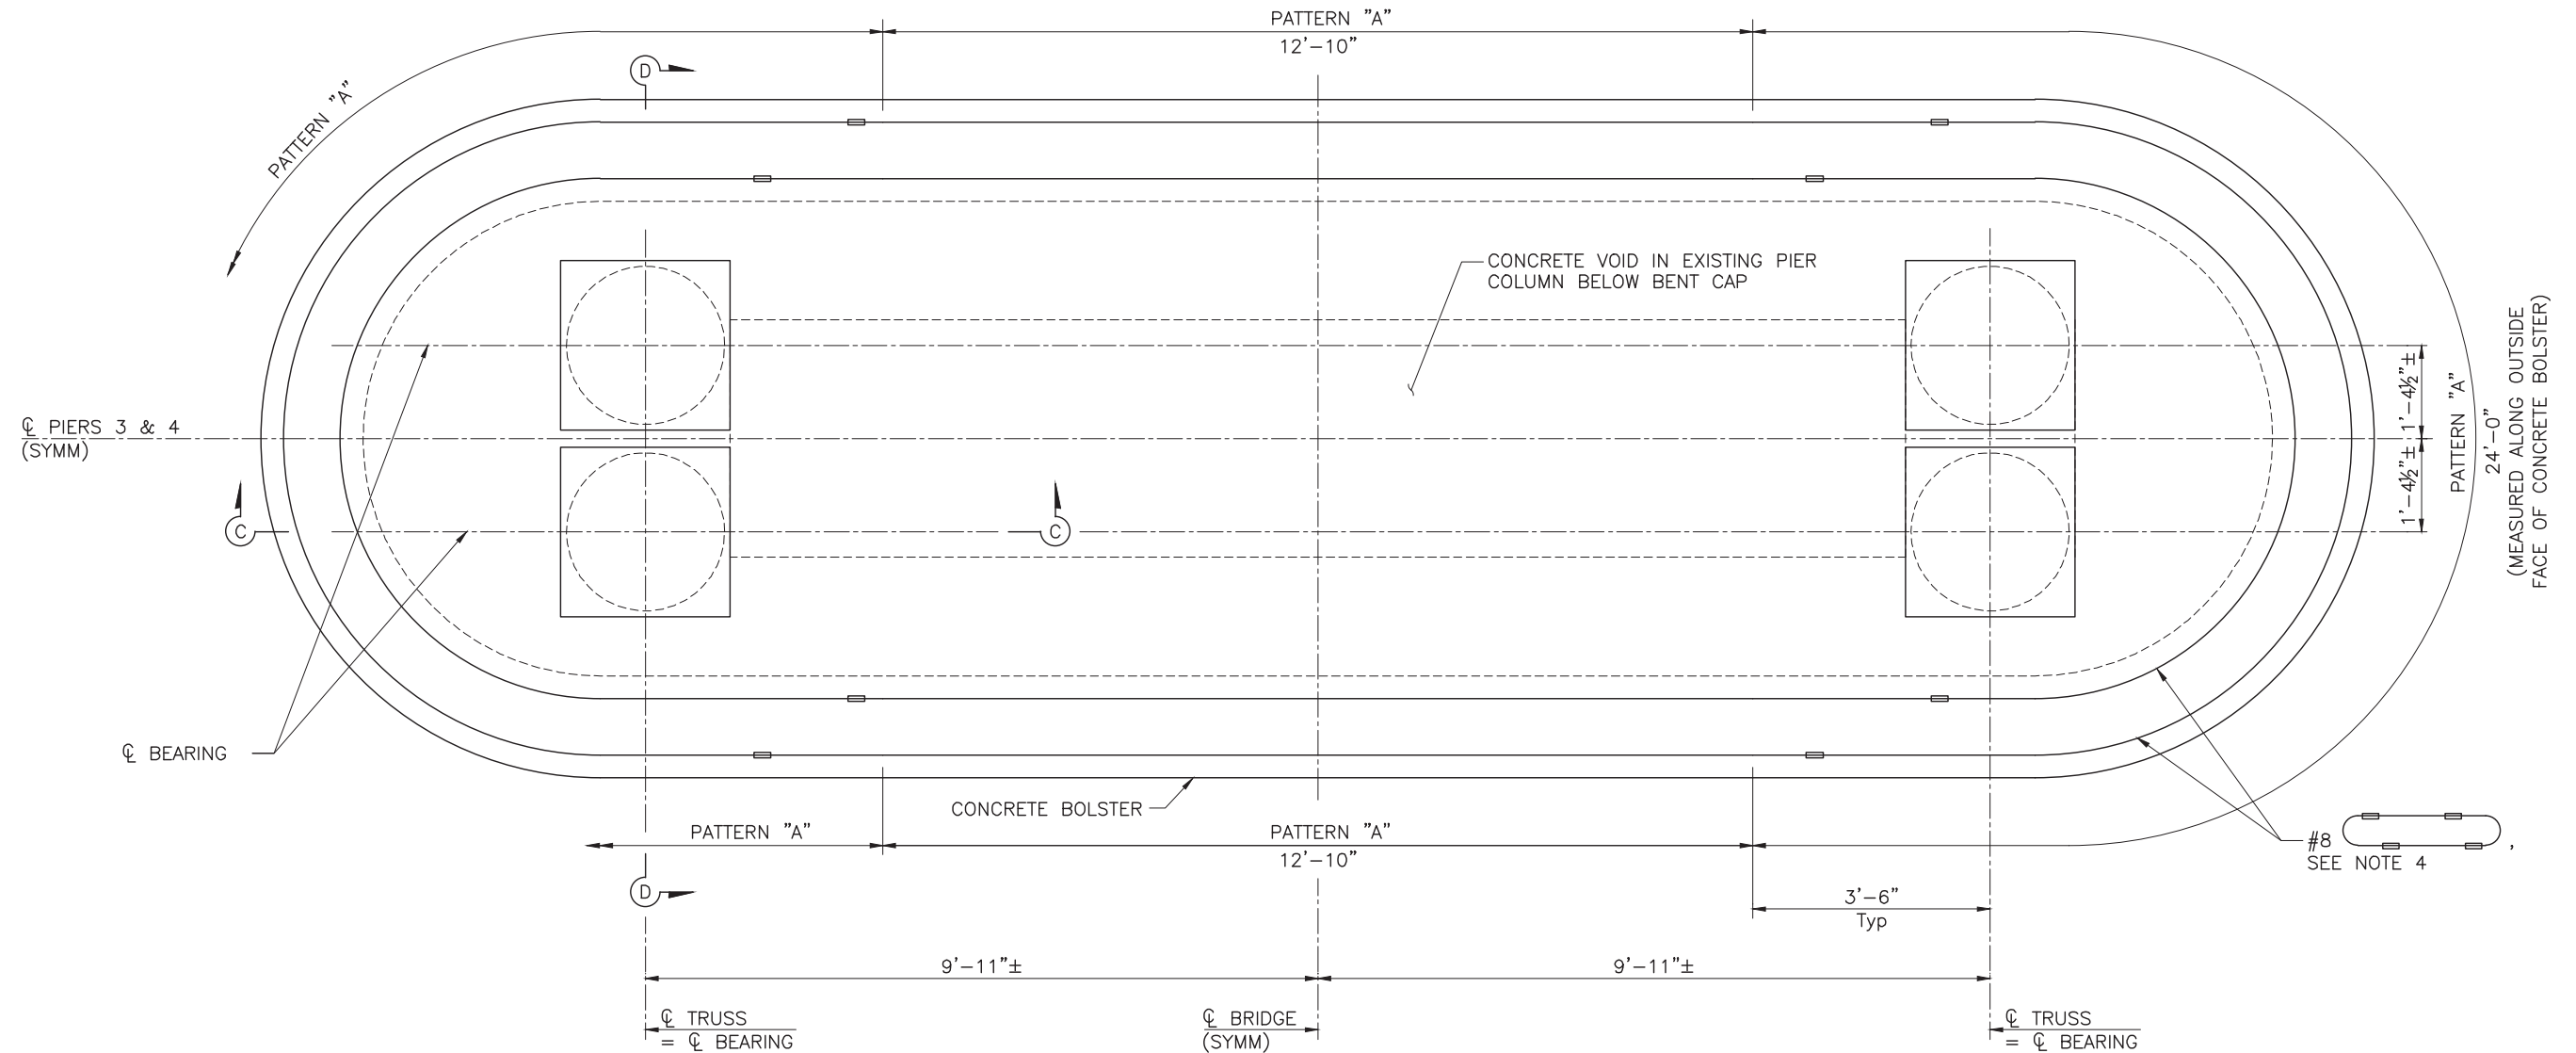 PATTERN "A"
12'-10"
D
PATTERN "A"
CONCRETE VOID IN EXISTING PIER
COLUMN BELOW BENT CAP
℄ PIERS 3 & 4
(SYMM)
1'-4½"±
1'-4½"±
PATTERN "A"
24'-0"
(MEASURED ALONG OUTSIDE
FACE OF CONCRETE BOLSTER)
C
C
℄ BEARING
CONCRETE BOLSTER
PATTERN "A"
PATTERN "A"
12'-10"
#8 ,
SEE NOTE 4
D
3'-6"
Typ
9'-11"±
9'-11"±
℄ TRUSS
= ℄ BEARING
℄ BRIDGE
(SYMM)
℄ TRUSS
= ℄ BEARING